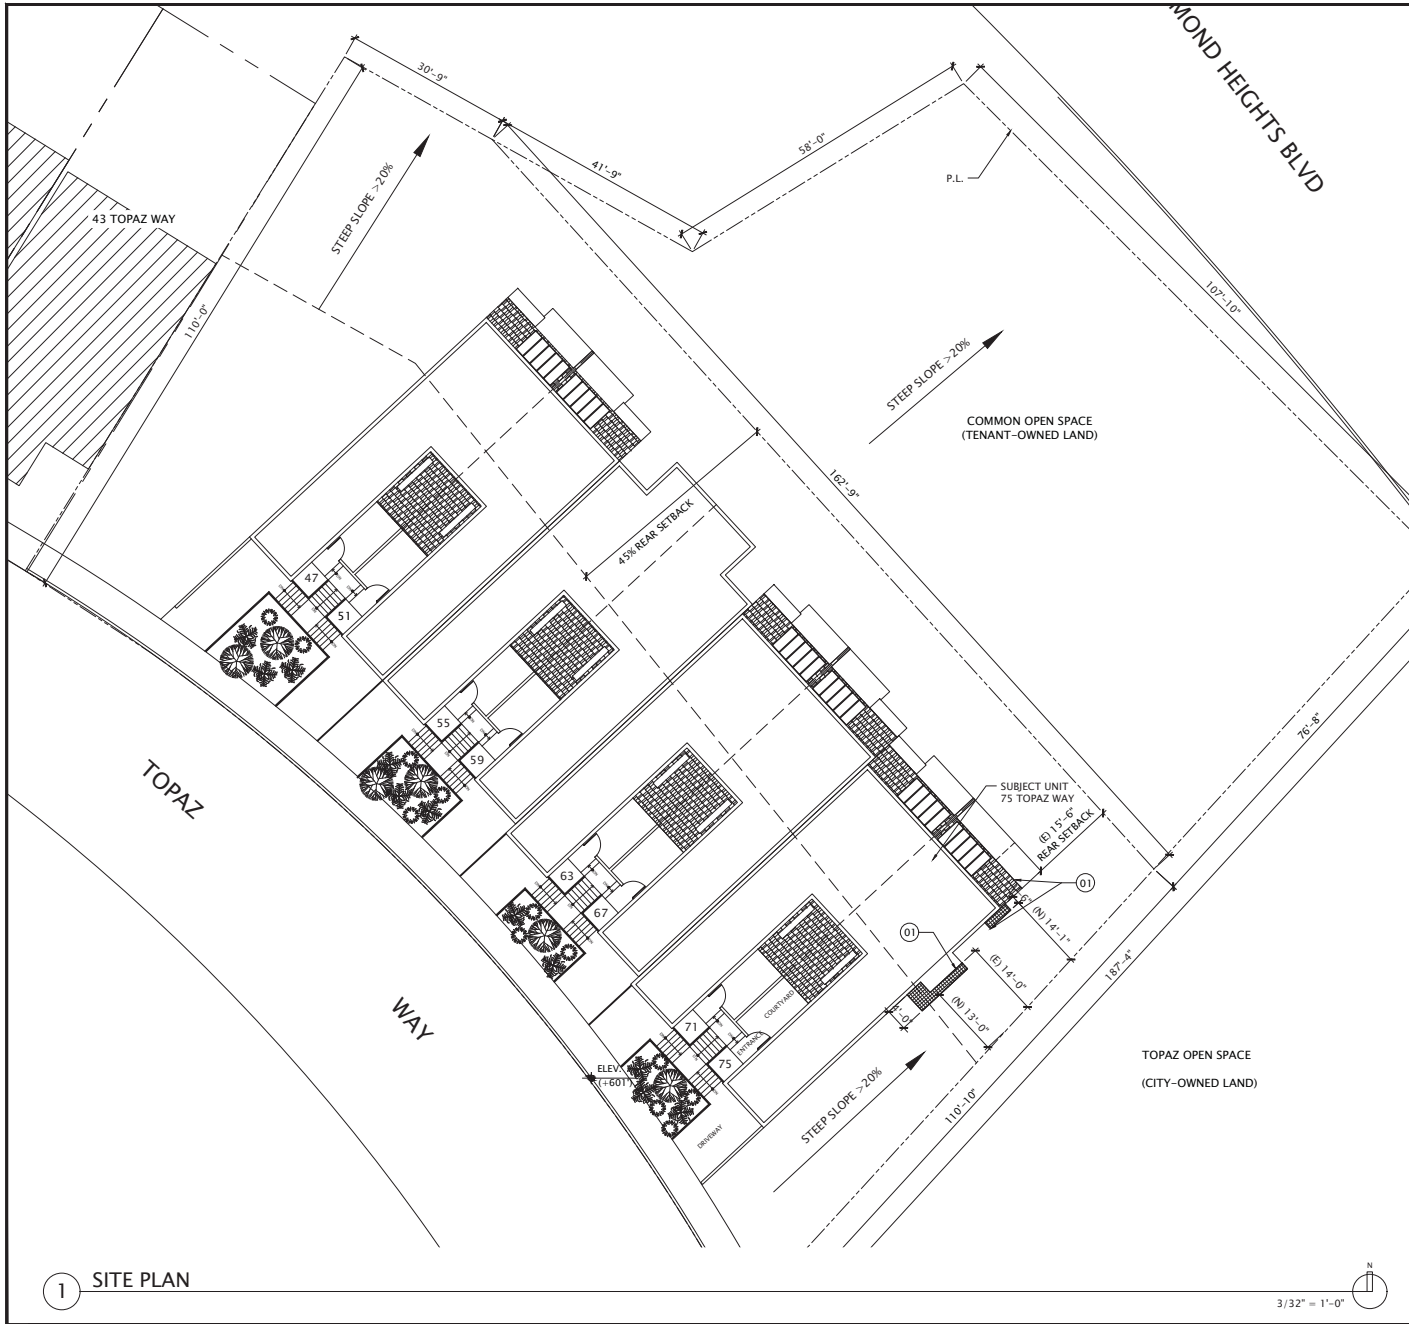 MOND HEIGHTS BLVD
30'-9"
41'-9"
58'-0"
P.L.
STEEP SLOPE >20%
43 TOPAZ WAY
110'-0"
107'-10"
STEEP SLOPE >20%
COMMON OPEN SPACE
(TENANT-OWNED LAND)
162'-9"
45% REAR SETBACK
47
51
55
59
76'-8"
TOPAZ
SUBJECT UNIT
75 TOPAZ WAY
(E) 15'-6"
REAR SETBACK
63
67
01
6"
(N) 14'-1"
01
187'-4"
(E) 14'-0"
(N) 13'-0"
4'-0"
WAY
COURTYARD
71
ENTRANCE
75
TOPAZ OPEN SPACE
(CITY-OWNED LAND)
ELEV.
(+601')
STEEP SLOPE >20%
110'-10"
DRIVEWAY
1
SITE PLAN
N
3/32" = 1'-0"